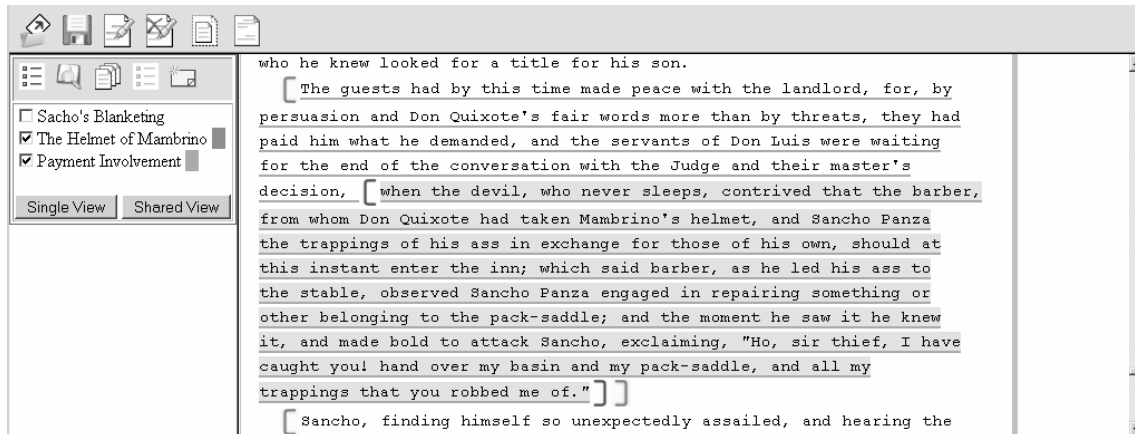 Sacho's Blanketing
The Helmet of Mambrino
Payment Involvement
Single View Shared View
who he knew looked for a title for his son.
[The guests had by this time made peace with the landlord, for, by
persuasion and Don Quixote's fair words more than by threats, they had
paid him what he demanded, and the servants of Don Luis were waiting
for the end of the conversation with the Judge and their master's
decision, [when the devil, who never sleeps, contrived that the barber,
from whom Don Quixote had taken Mambrino's helmet, and Sancho Panza
the trappings of his ass in exchange for those of his own, should at
this instant enter the inn; which said barber, as he led his ass to
the stable, observed Sancho Panza engaged in repairing something or
other belonging to the pack-saddle; and the moment he saw it he knew
it, and made bold to attack Sancho, exclaiming, "Ho, sir thief, I have
caught you! hand over my basin and my pack-saddle, and all my
trappings that you robbed me of."]]
[Sancho, finding himself so unexpectedly assailed, and hearing the